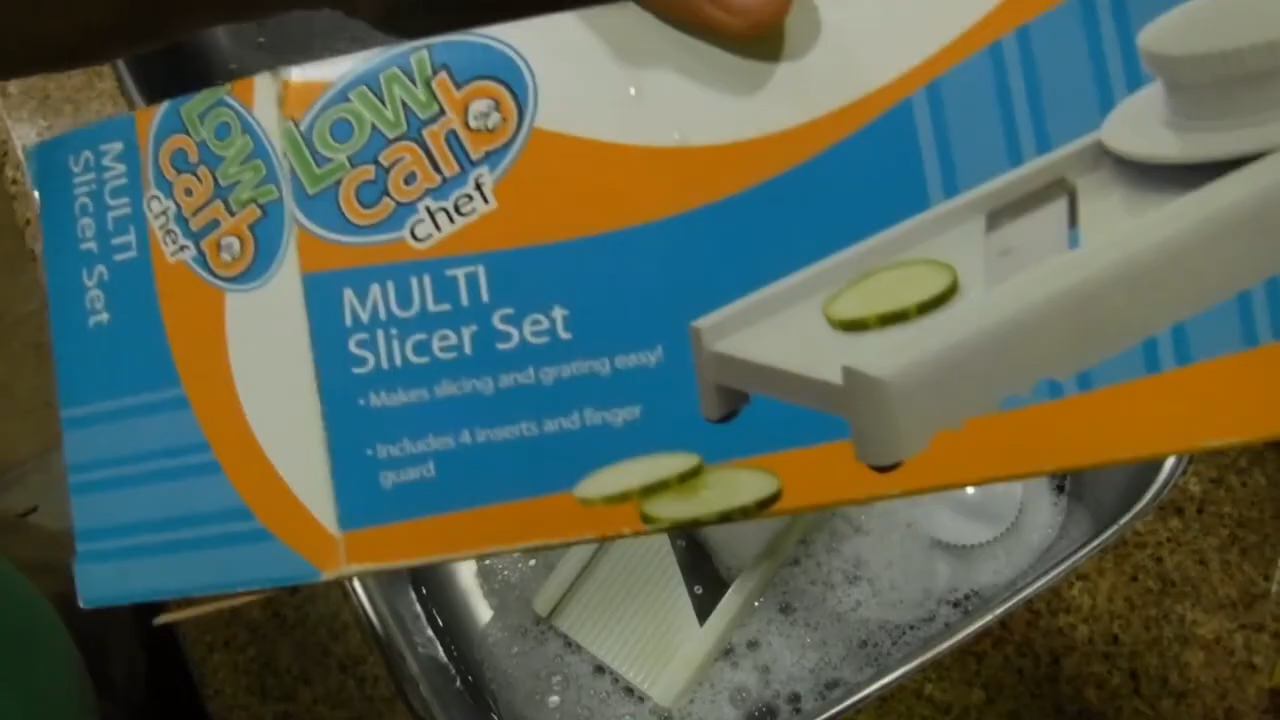 MULTI
Slicer Set
LOW
carb
chef
LOW
carb
chef
MULTI
Slicer Set
• Makes slicing and grating easy!
• Includes 4 inserts and finger
guard